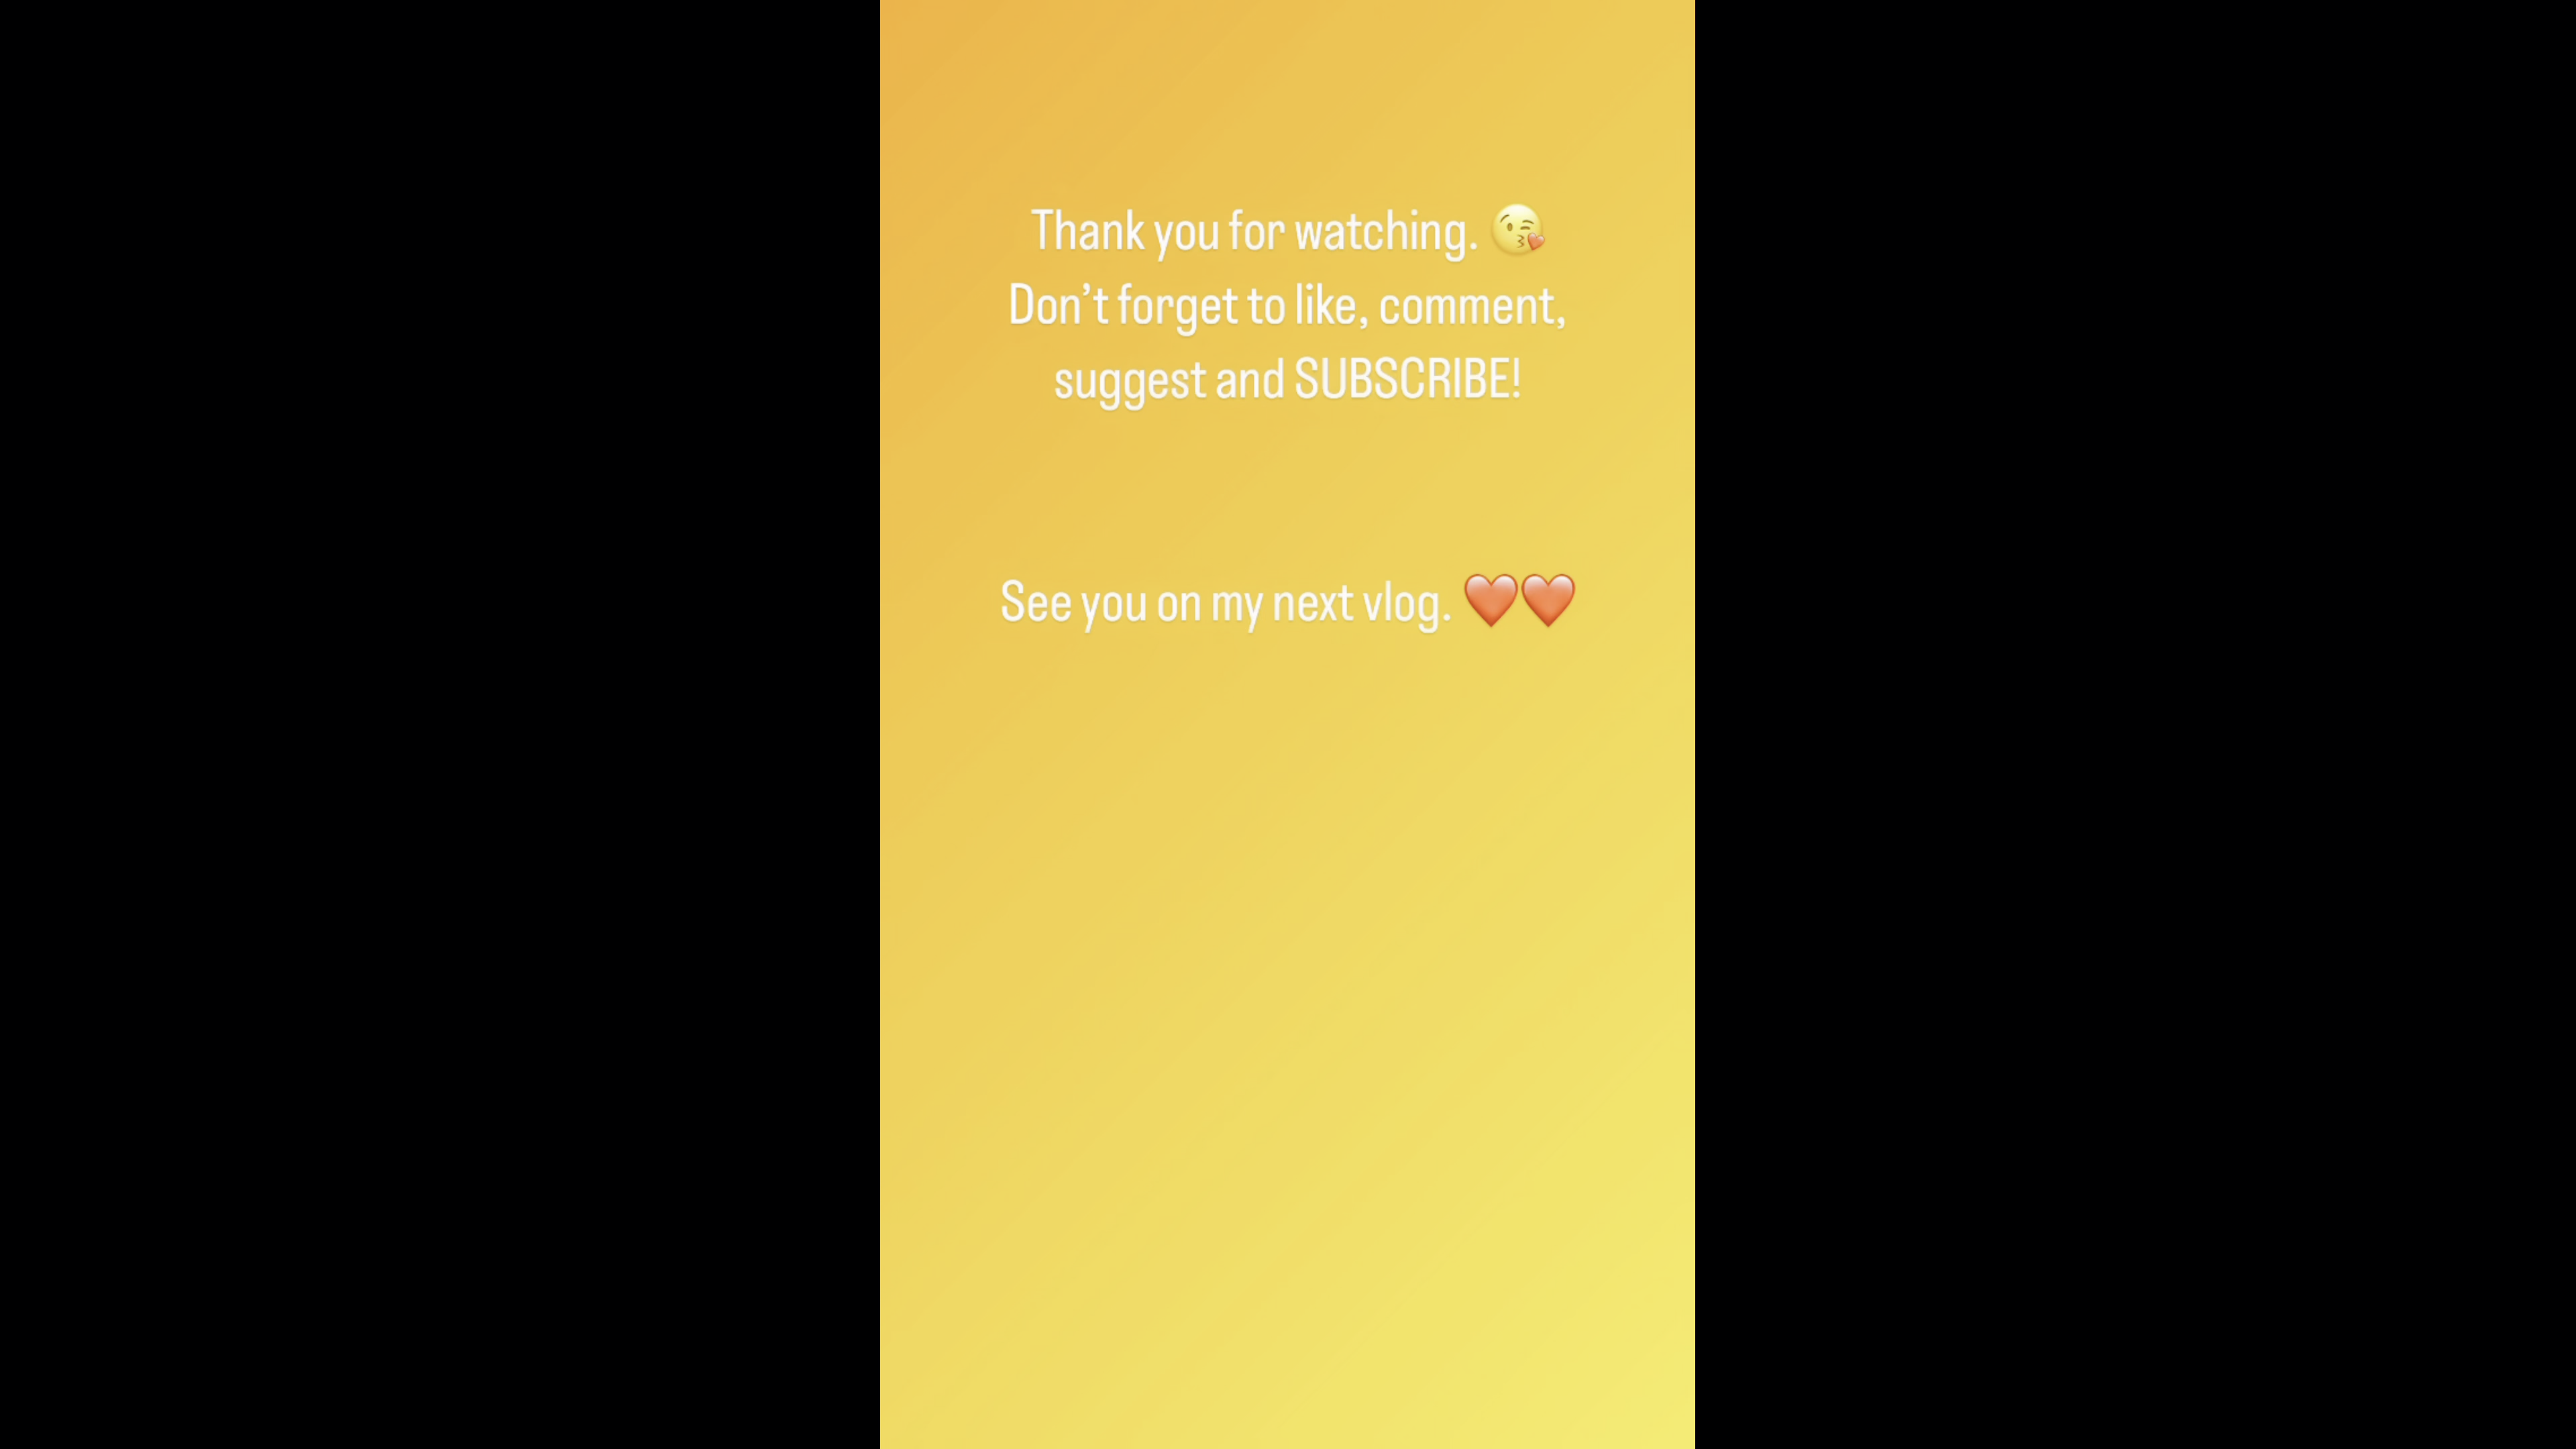 Thank you for watching. 😘
Don’t forget to like, comment,
suggest and SUBSCRIBE!
See you on my next vlog. ❤️❤️